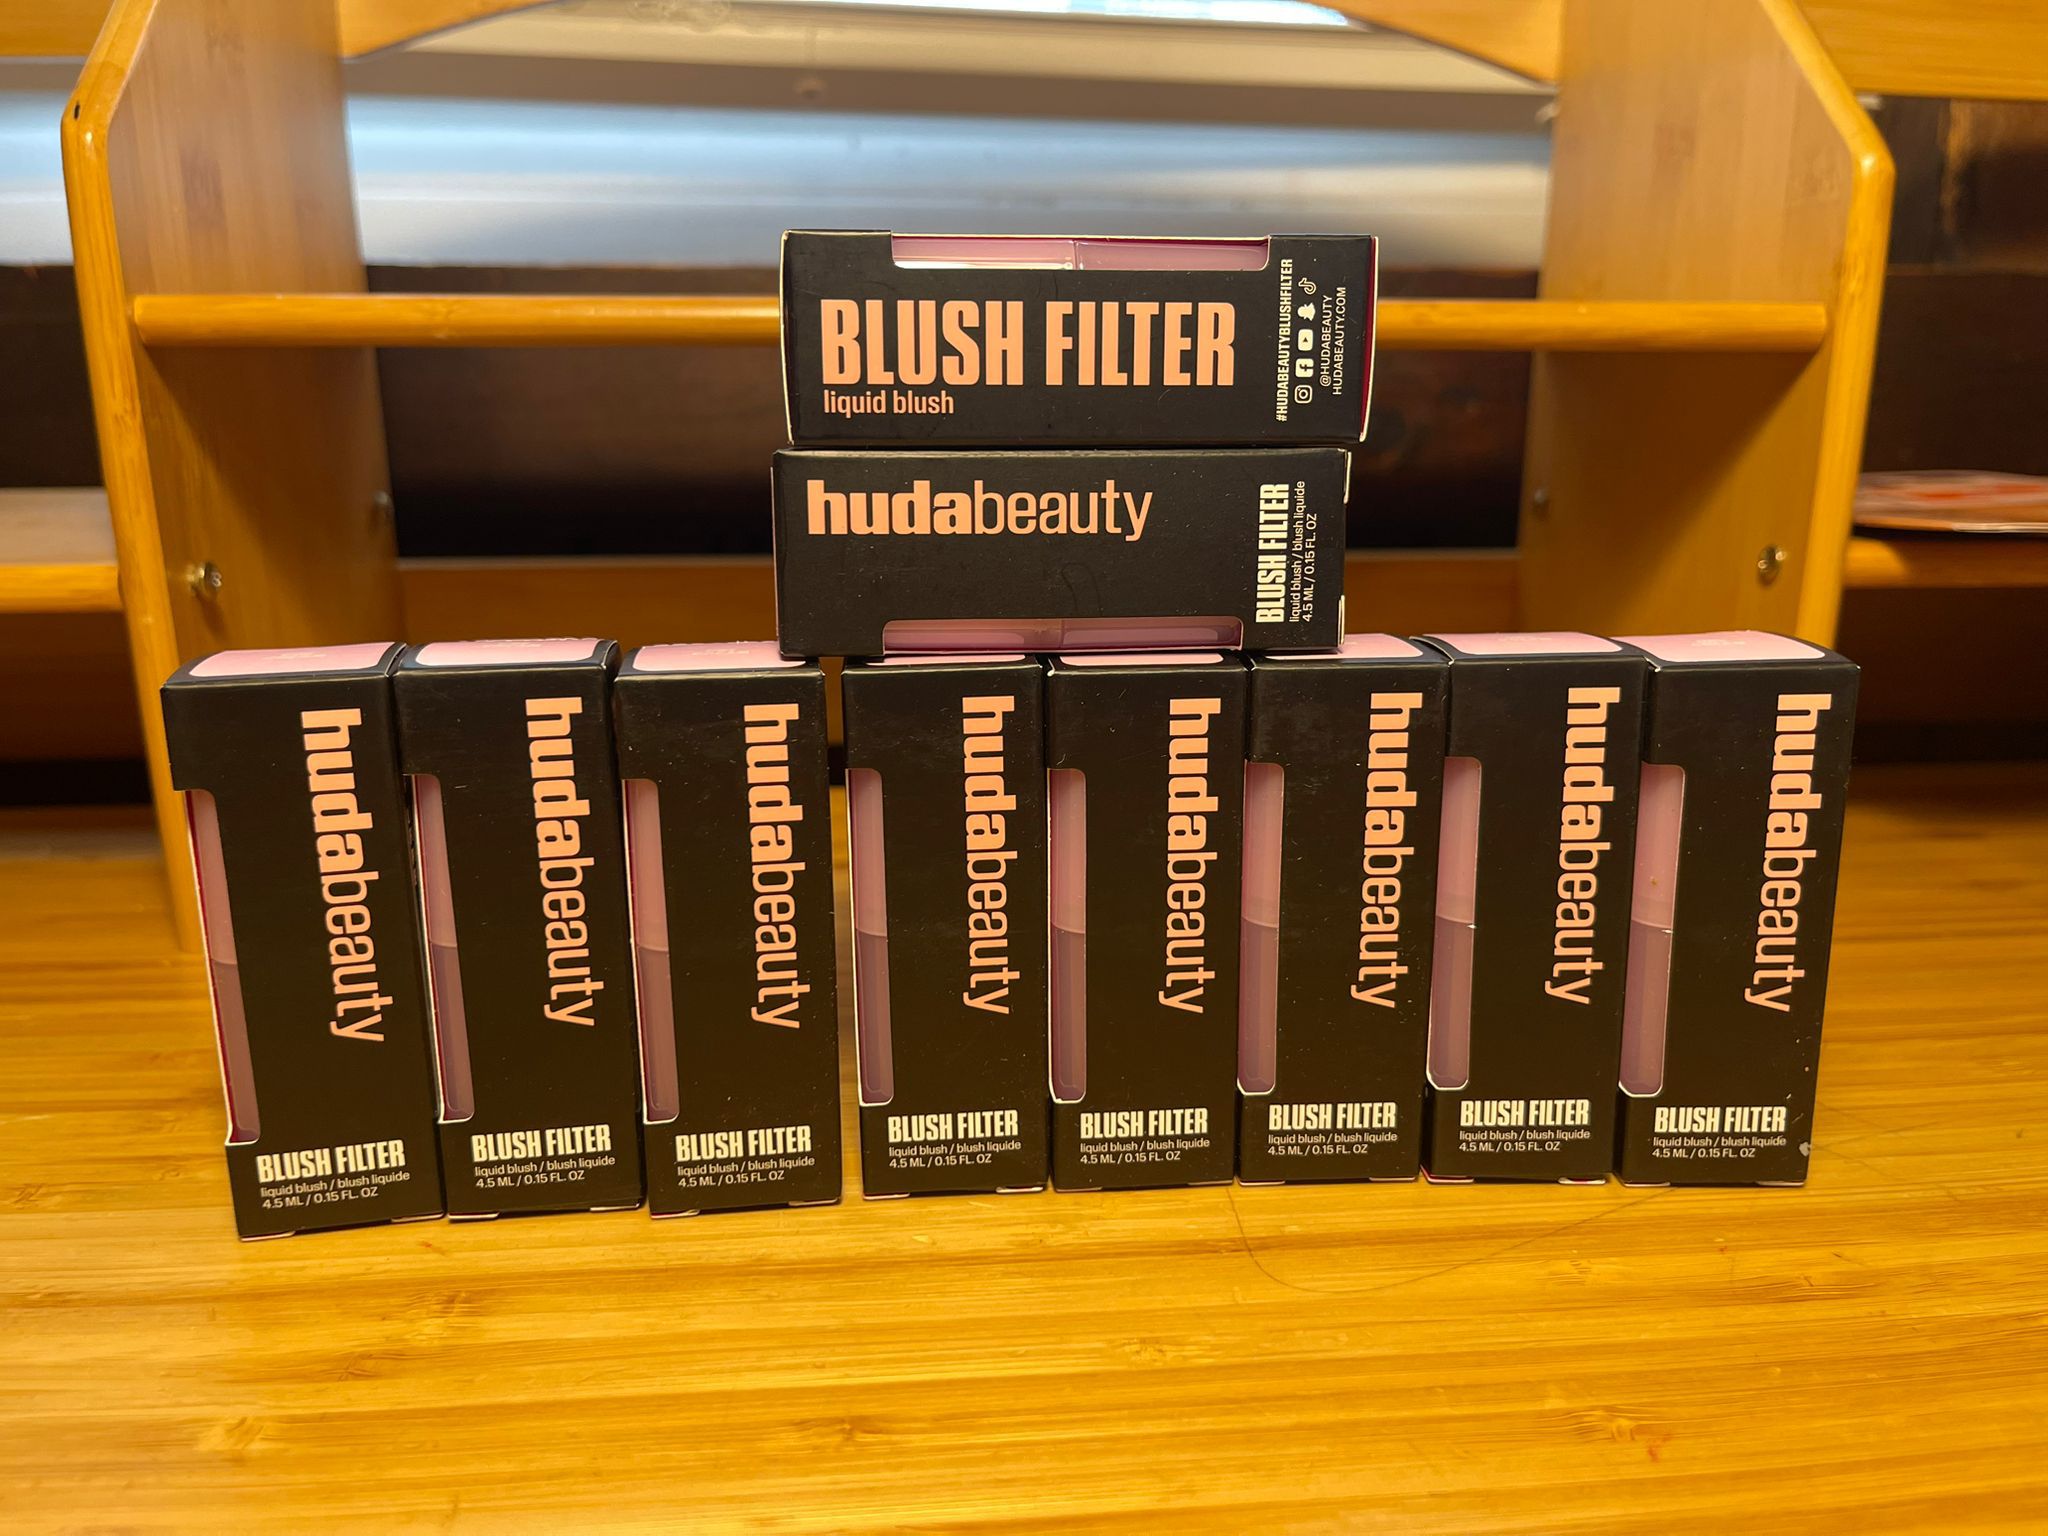 BLUSH FILTER
liquid blush
#HUDABEAUTYBLUSHFILTER
@HUDABEAUTY
HUDABEAUTY.COM
hudabeauty
BLUSH FILTER
liquid blush / blush liquide
4.5 ML / 0.15 FL. OZ
hudabeauty
BLUSH FILTER
liquid blush / blush liquide
4.5 ML / 0.15 FL. OZ
hudabeauty
BLUSH FILTER
liquid blush / blush liquide
4.5 ML / 0.15 FL. OZ
hudabeauty
BLUSH FILTER
liquid blush / blush liquide
4.5 ML / 0.15 FL. OZ
hudabeauty
BLUSH FILTER
liquid blush / blush liquide
4.5 ML / 0.15 FL. OZ
hudabeauty
BLUSH FILTER
liquid blush / blush liquide
4.5 ML / 0.15 FL. OZ
hudabeauty
BLUSH FILTER
liquid blush / blush liquide
4.5 ML / 0.15 FL. OZ
hudabeauty
BLUSH FILTER
liquid blush / blush liquide
4.5 ML / 0.15 FL. OZ
hudabeauty
BLUSH FILTER
liquid blush / blush liquide
4.5 ML / 0.15 FL. OZ